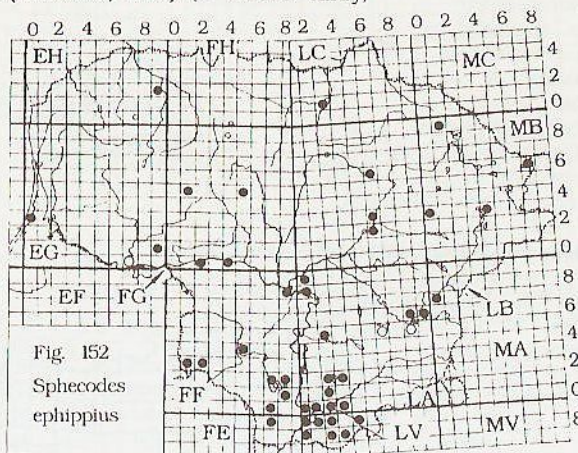 0 2 4 6 8 0 2 4 6 8 2 4 6 8 0 2 4 6 8
EH FH LC MC
4
2
0
8
MB
6
4
2
EG
0
EF FG
8
LB
6
Fig. 152
MA
4
Sphecodes
2
ephippius
FF LA
0
FE LV MV
8